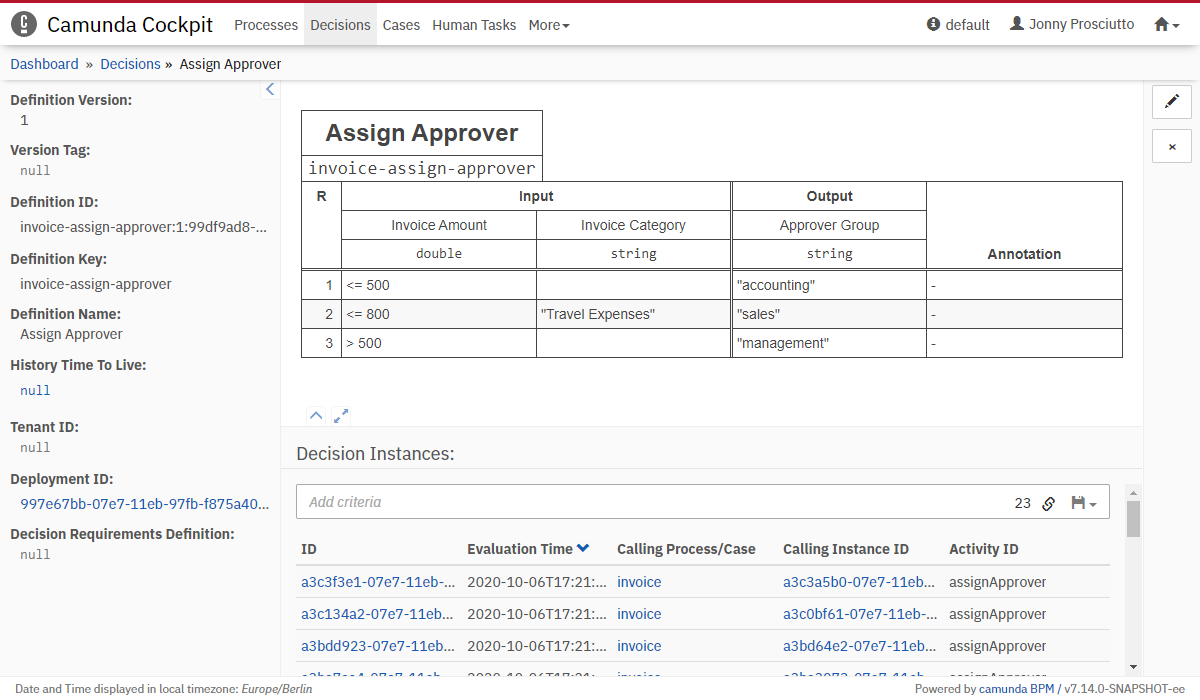 Camunda Cockpit Processes Decisions Cases Human Tasks More default Jonny Prosciutto
Dashboard » Decisions » Assign Approver
Definition Version:
1
Version Tag:
null
Definition ID:
invoice-assign-approver:1:99df9ad8-...
Definition Key:
invoice-assign-approver
Definition Name:
Assign Approver
History Time To Live:
null
Tenant ID:
null
Deployment ID:
997e67bb-07e7-11eb-97fb-f875a40...
Decision Requirements Definition:
null
Assign Approver
invoice-assign-approver
R Input Output Annotation
Invoice Amount Invoice Category Approver Group
double string string
1 <= 500 "accounting" -
2 <= 800 "Travel Expenses" "sales" -
3 > 500 "management" -
Decision Instances:
Add criteria 23
ID Evaluation Time Calling Process/Case Calling Instance ID Activity ID
a3c3f3e1-07e7-11eb-... 2020-10-06T17:21:... invoice a3c3a5b0-07e7-11eb... assignApprover
a3c134a2-07e7-11eb... 2020-10-06T17:21:... invoice a3c0bf61-07e7-11eb-... assignApprover
a3bdd923-07e7-11eb... 2020-10-06T17:21:... invoice a3bd64e2-07e7-11eb... assignApprover
Date and Time displayed in local timezone: Europe/Berlin
Powered by camunda BPM / v7.14.0-SNAPSHOT-ee